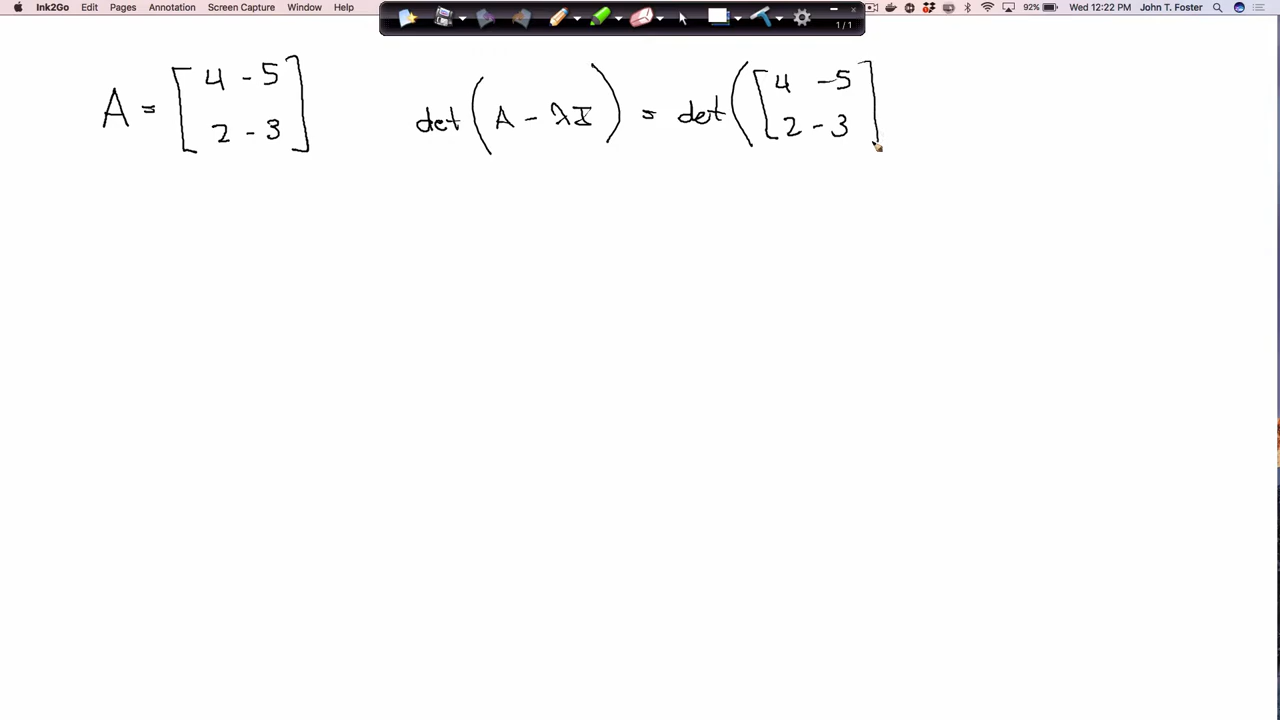 Ink2Go Edit Pages Annotation Screen Capture Window Help 92% Wed 12:22 PM John T. Foster
1/1
A = [4 -5 det(A - λI) = det([4 -5]
2 -3]  2 -3